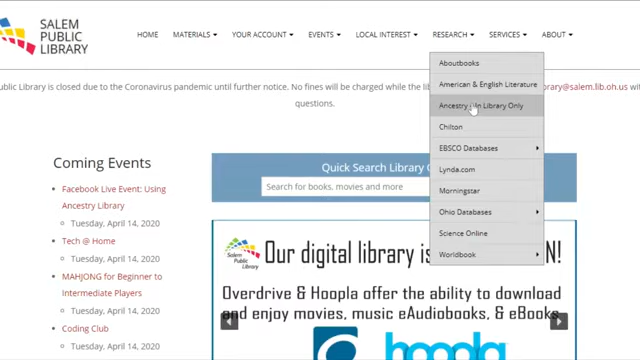 SALEM
PUBLIC
LIBRARY
HOME
MATERIALS
YOUR ACCOUNT
EVENTS
LOCAL INTEREST
RESEARCH
SERVICES
ABOUT
Public Library is closed due to the Coronavirus pandemic until further notice. No fines will be charged while the
library@salem.lib.oh.us with
questions.
Aboutbooks
American & English Literature
Ancestry In Library Only
Chilton
EBSCO Databases
Lynda.com
Morningstar
Ohio Databases
Science Online
Worldbook
Coming Events
Facebook Live Event: Using
Ancestry Library
Tuesday, April 14, 2020
Tech @ Home
Tuesday, April 14, 2020
MAHJONG for Beginner to
Intermediate Players
Tuesday, April 14, 2020
Coding Club
Tuesday, April 14, 2020
Quick Search Library
Search for books, movies and more
SALEM
PUBLIC
LIBRARY
Our digital library is
N!
Overdrive & Hoopla offer the ability to download
and enjoy movies, music eAudiobooks, & eBooks
hoopla